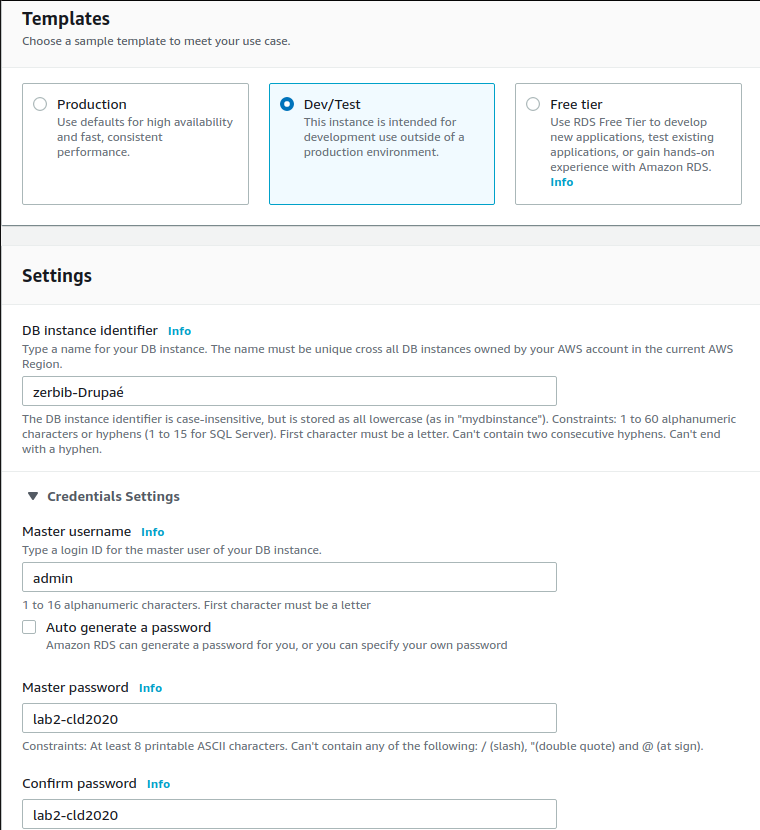 Templates
Choose a sample template to meet your use case.
Production
Use defaults for high availability
and fast, consistent
performance.
Dev/Test
This instance is intended for
development use outside of a
production environment.
Free tier
Use RDS Free Tier to develop
new applications, test existing
applications, or gain hands-on
experience with Amazon RDS.
Info
Settings
DB instance identifier Info
Type a name for your DB instance. The name must be unique cross all DB instances owned by your AWS account in the current AWS
Region.
zerbib-Drupaé
The DB instance identifier is case-insensitive, but is stored as all lowercase (as in "mydbinstance"). Constraints: 1 to 60 alphanumeric
characters or hyphens (1 to 15 for SQL Server). First character must be a letter. Can't contain two consecutive hyphens. Can't end
with a hyphen.
Credentials Settings
Master username Info
Type a login ID for the master user of your DB instance.
admin
1 to 16 alphanumeric characters. First character must be a letter
Auto generate a password
Amazon RDS can generate a password for you, or you can specify your own password
Master password Info
lab2-cld2020
Constraints: At least 8 printable ASCII characters. Can't contain any of the following: / (slash), "(double quote) and @ (at sign).
Confirm password Info
lab2-cld2020